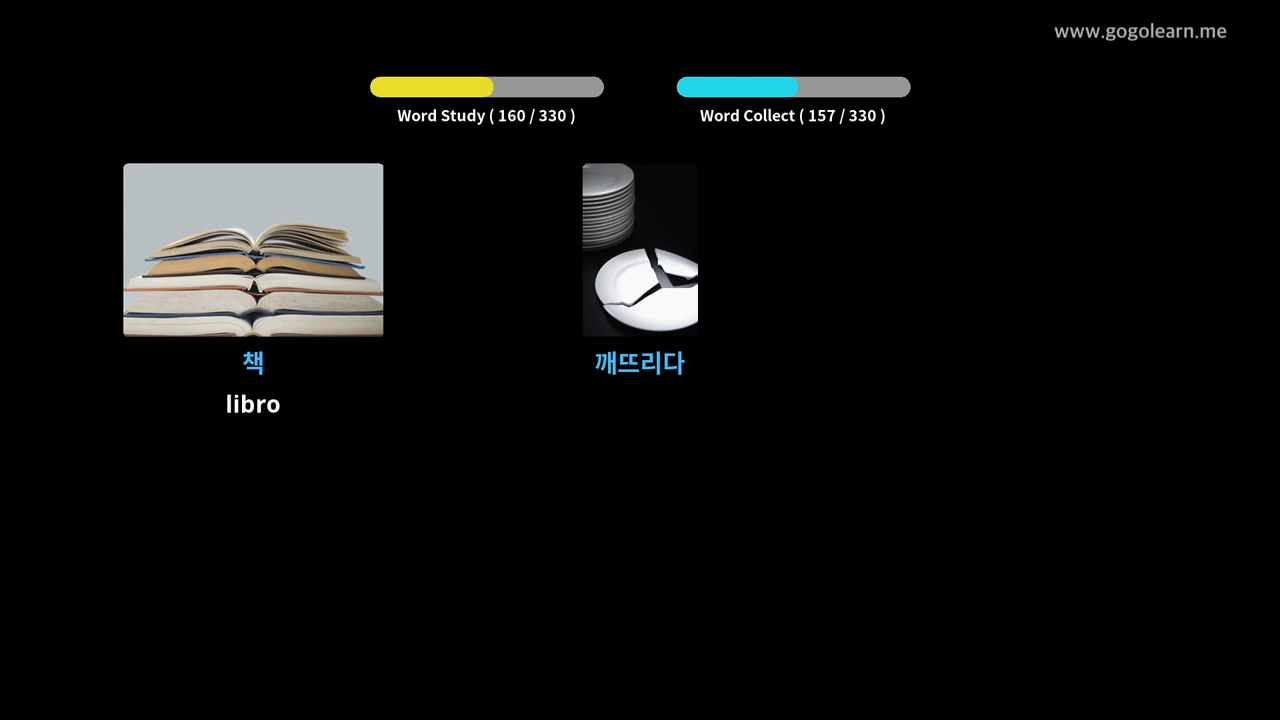 www.gogolearn.me
Word Study ( 160 / 330 )
Word Collect ( 157 / 330 )
책
libro
깨뜨리다